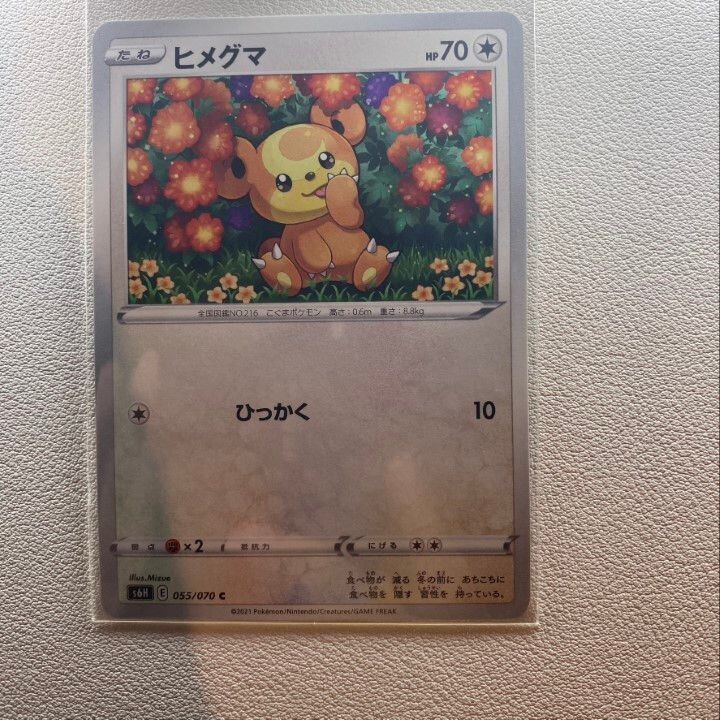 たね ヒメグマ HP70
全国図鑑NO.216 こぐまポケモン 高さ：0.6m 重さ：8.8kg
ひっかく 10
弱点 ×2 抵抗力 にげる
Illus.Mizue
食べ物が 減る 冬の前に あちこちに
食べ物を 隠す 習性を 持っている。
s6H E 055/070 C
©2021 Pokémon/Nintendo/Creatures/GAME FREAK